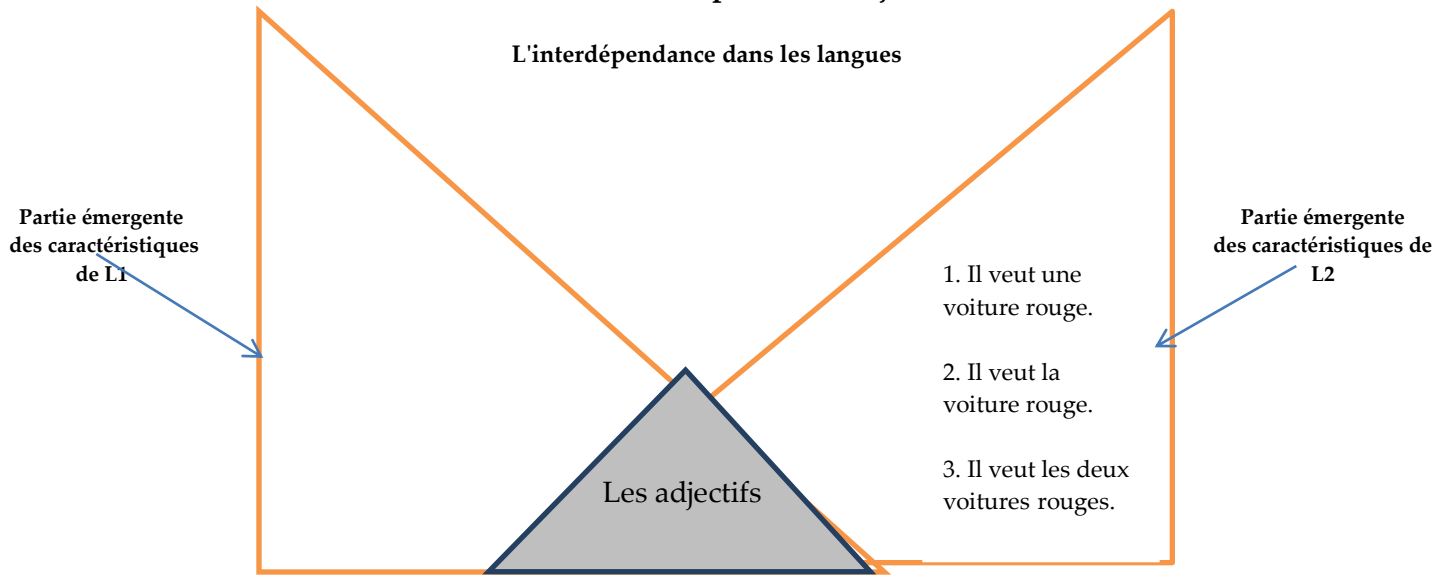 L'interdépendance dans les langues
Partie émergente
des caractéristiques
de L1
Partie émergente
des caractéristiques de
L2
1. Il veut une
voiture rouge.
2. Il veut la
voiture rouge.
3. Il veut les deux
voitures rouges.
Les adjectifs